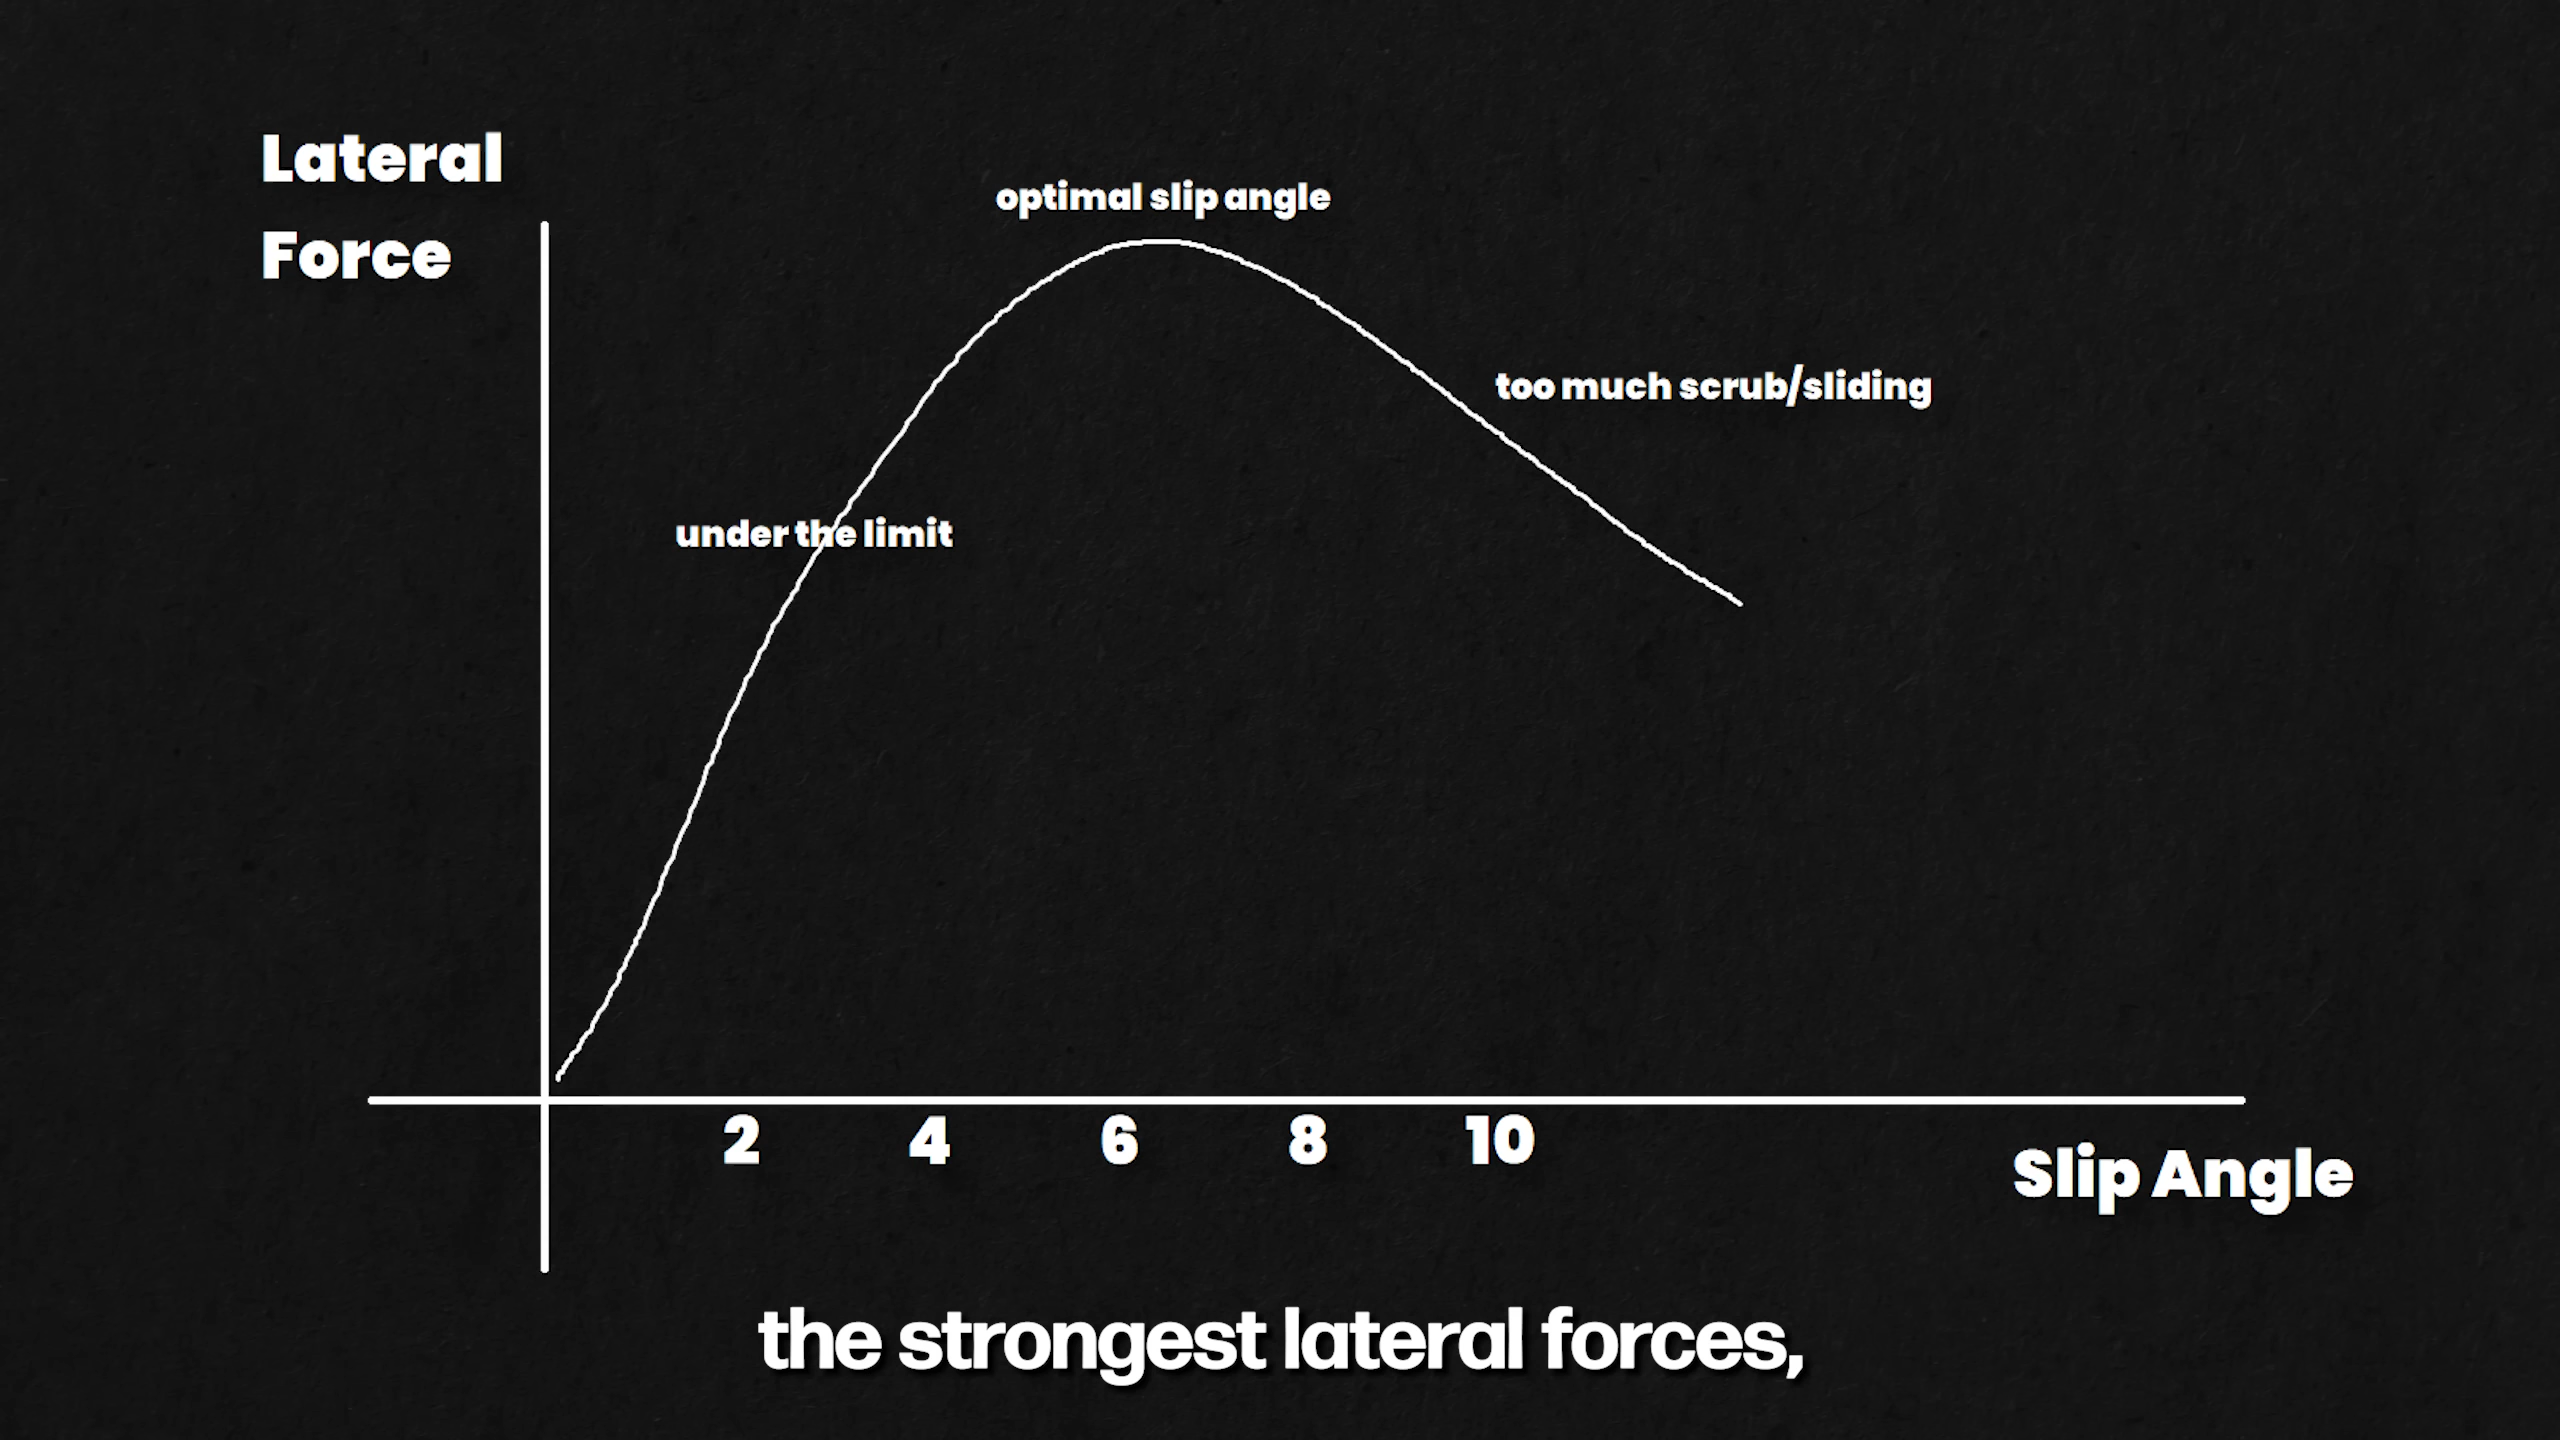 Lateral
Force
optimal slip angle
too much scrub/sliding
under the limit
2 4 6 8 10
Slip Angle
the strongest lateral forces,